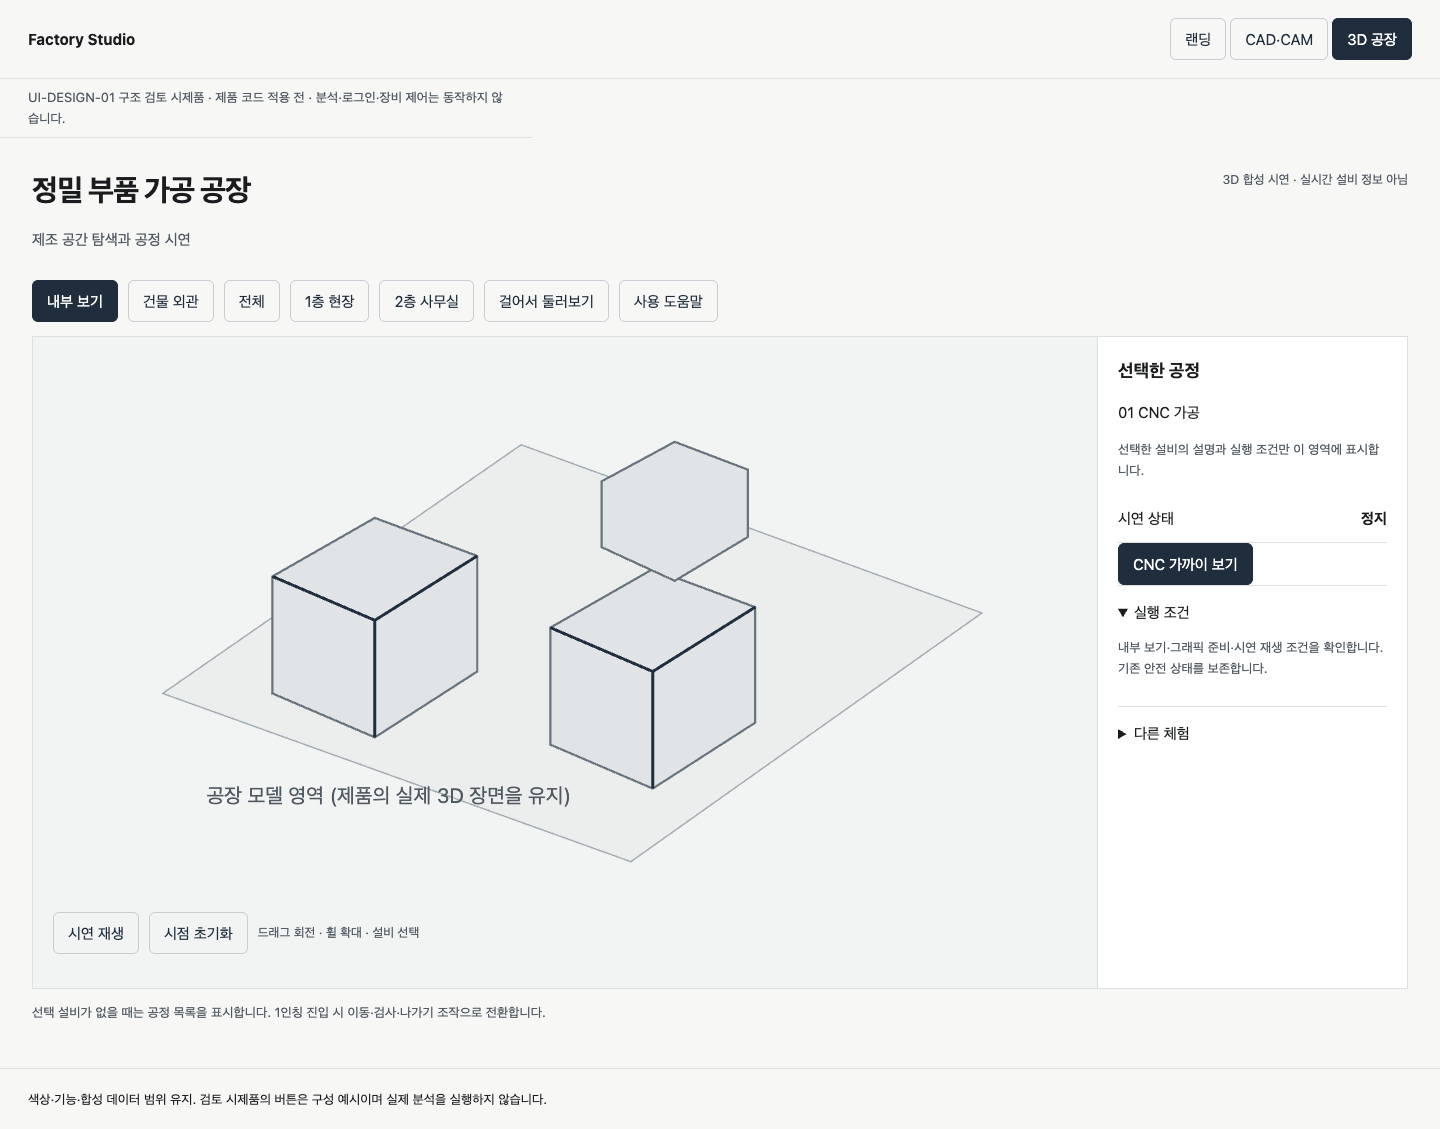 Factory Studio
랜딩
CAD·CAM
3D 공장
UI-DESIGN-01 구조 검토 시제품 · 제품 코드 적용 전 · 분석·로그인·장비 제어는 동작하지 않
습니다.
정밀 부품 가공 공장
3D 합성 시연 · 실시간 설비 정보 아님
제조 공간 탐색과 공정 시연
내부 보기
건물 외관
전체
1층 현장
2층 사무실
걸어서 둘러보기
사용 도움말
공장 모델 영역 (제품의 실제 3D 장면을 유지)
시연 재생
시점 초기화
드래그 회전 · 휠 확대 · 설비 선택
선택한 공정
01 CNC 가공
선택한 설비의 설명과 실행 조건만 이 영역에 표시합
니다.
시연 상태
정지
CNC 가까이 보기
▼ 실행 조건
내부 보기·그래픽 준비·시연 재생 조건을 확인합니다.
기존 안전 상태를 보존합니다.
▶ 다른 체험
선택 설비가 없을 때는 공정 목록을 표시합니다. 1인칭 진입 시 이동·검사·나가기 조작으로 전환합니다.
색상·기능·합성 데이터 범위 유지. 검토 시제품의 버튼은 구성 예시이며 실제 분석을 실행하지 않습니다.